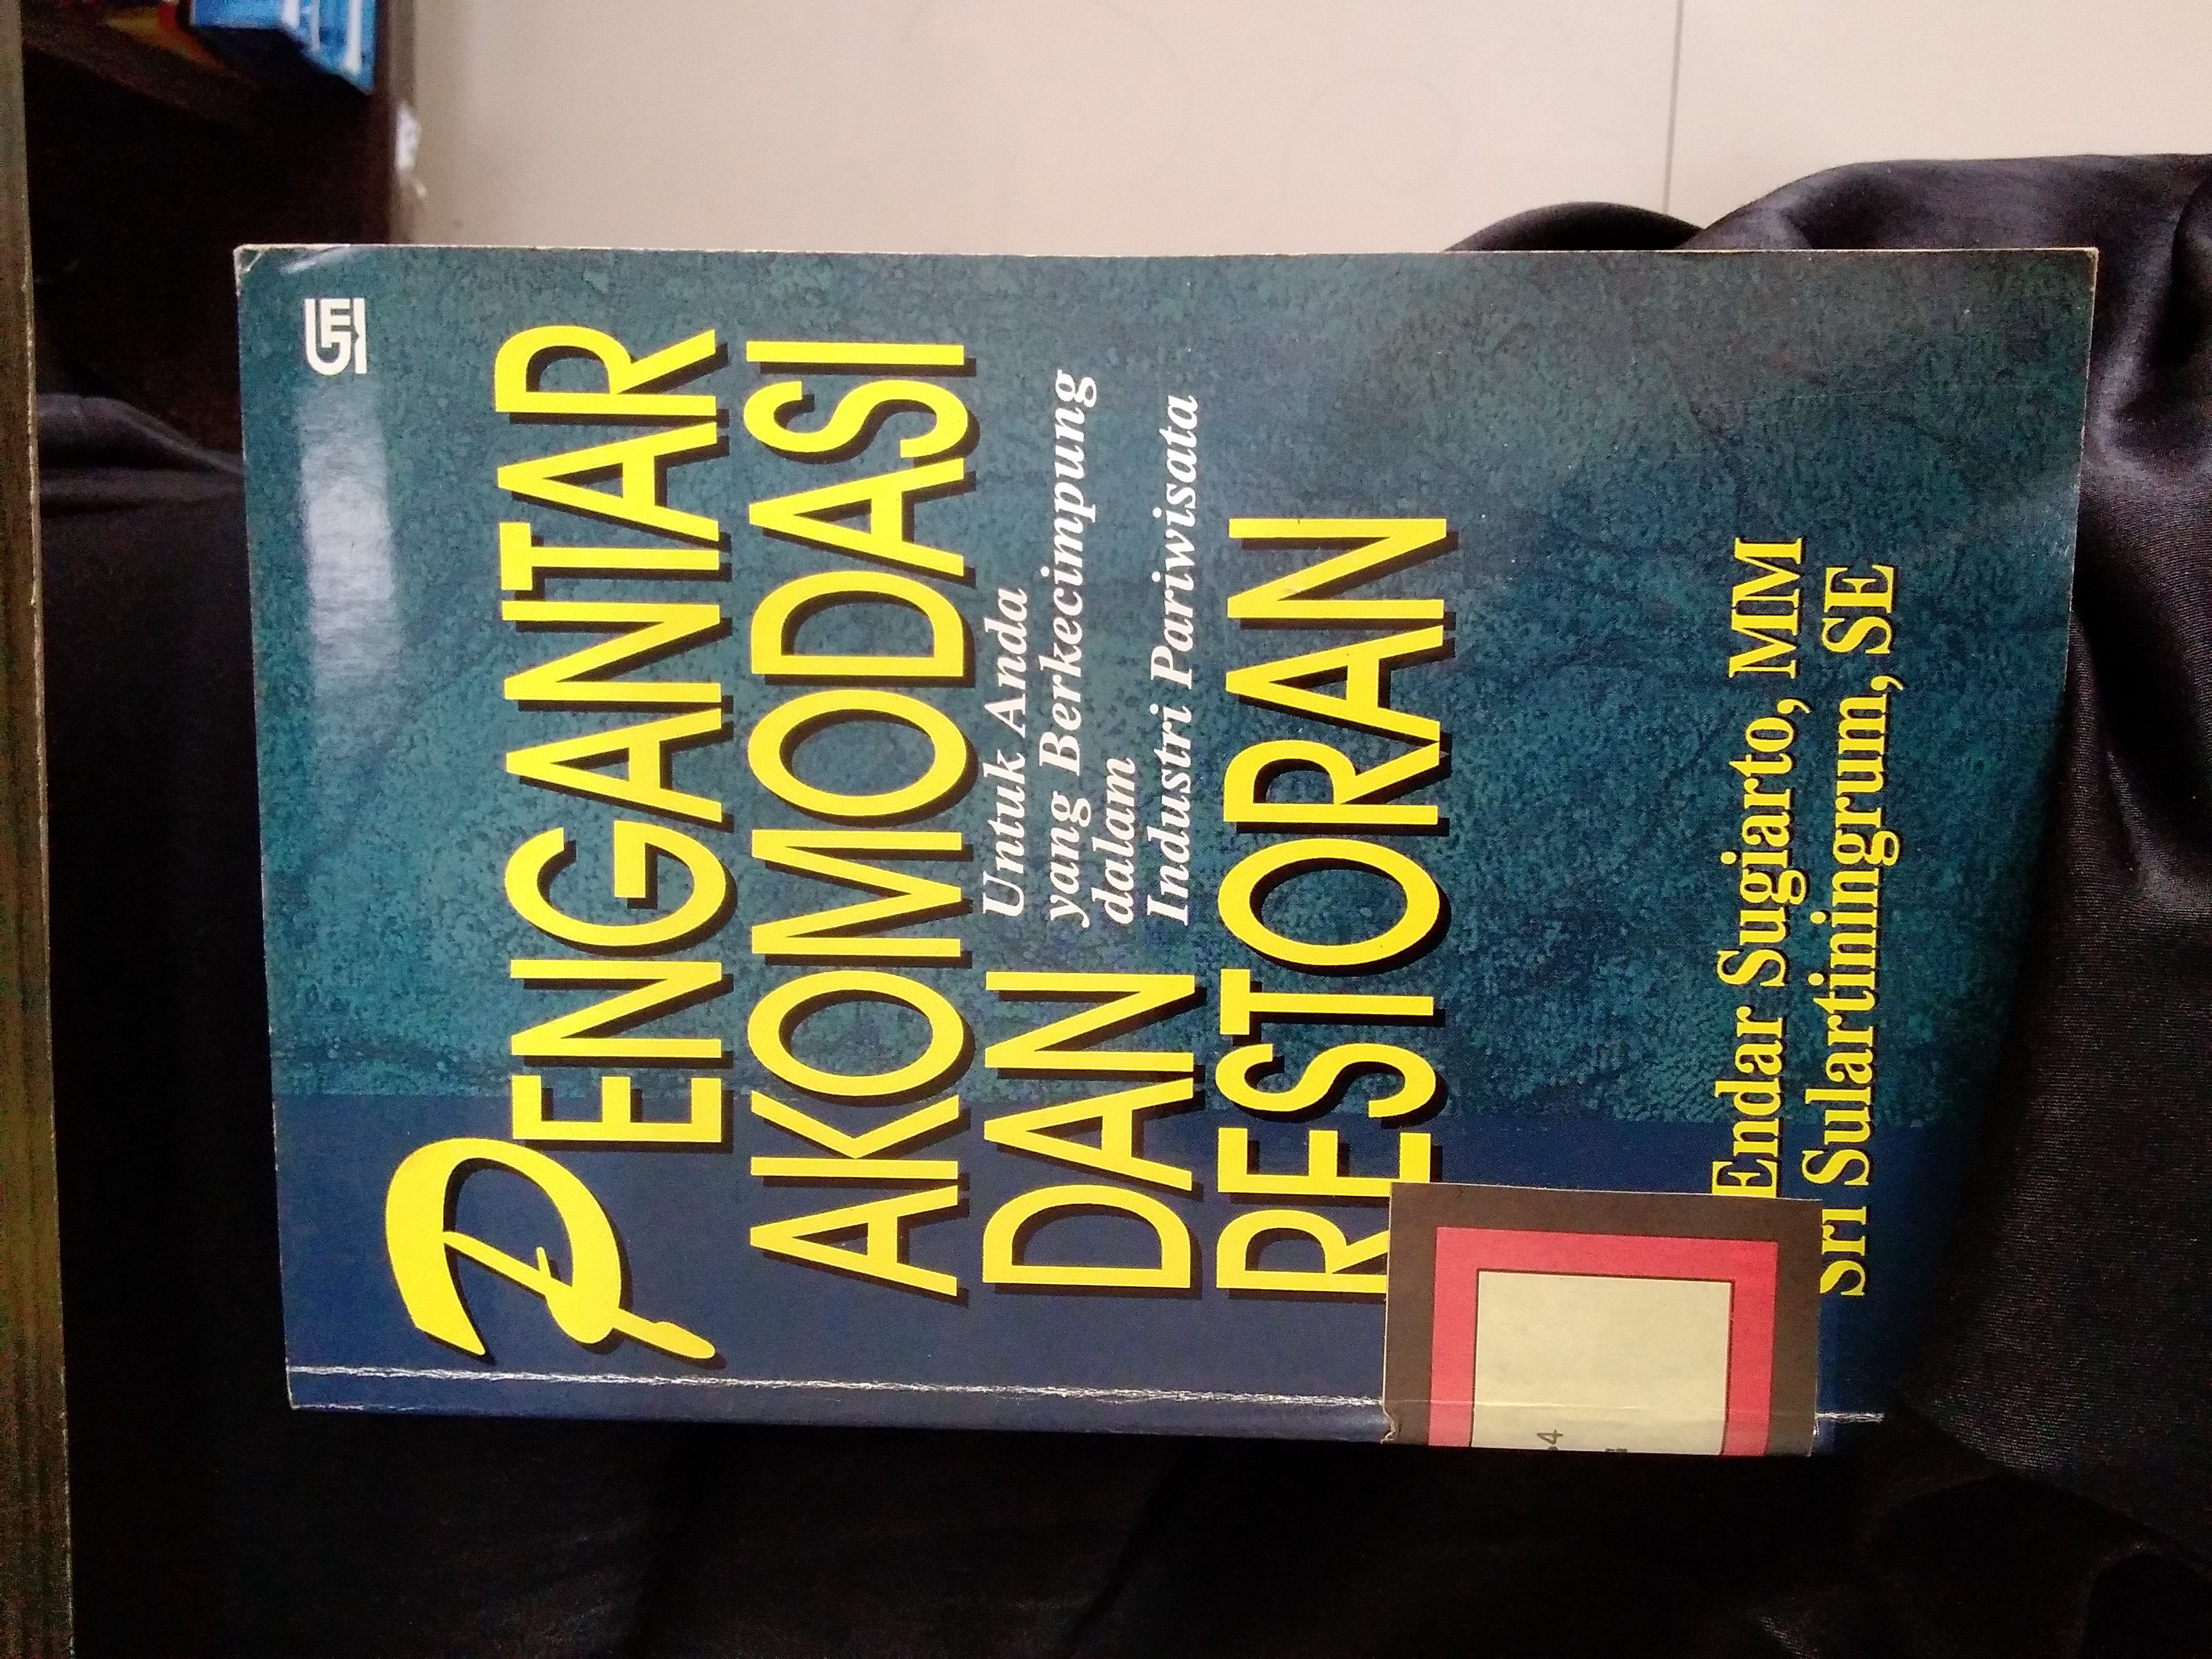 PENGANTAR
AKOMODASI
DAN
Untuk Anda
yang Berkecimpung
dalam
Industri Pariwisata
RESTORAN
Endar Sugiarto, MM
Sri Sulartiningrum, SE